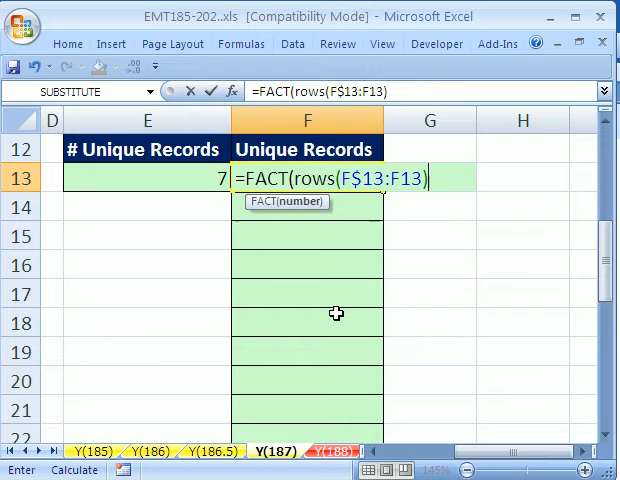 EMT185-202..xls [Compatibility Mode] - Microsoft Excel
Home Insert Page Layout Formulas Data Review View Developer Add-Ins
SUBSTITUTE =FACT(rows(F$13:F13)
D E F G H
12 # Unique Records Unique Records
13 7 =FACT(rows(F$13:F13)
FACT(number)
14
15
16
17
18
19
20
21
22
Y(185) Y(186) Y(186.5) Y(187) Y(188)
Enter Calculate 145%